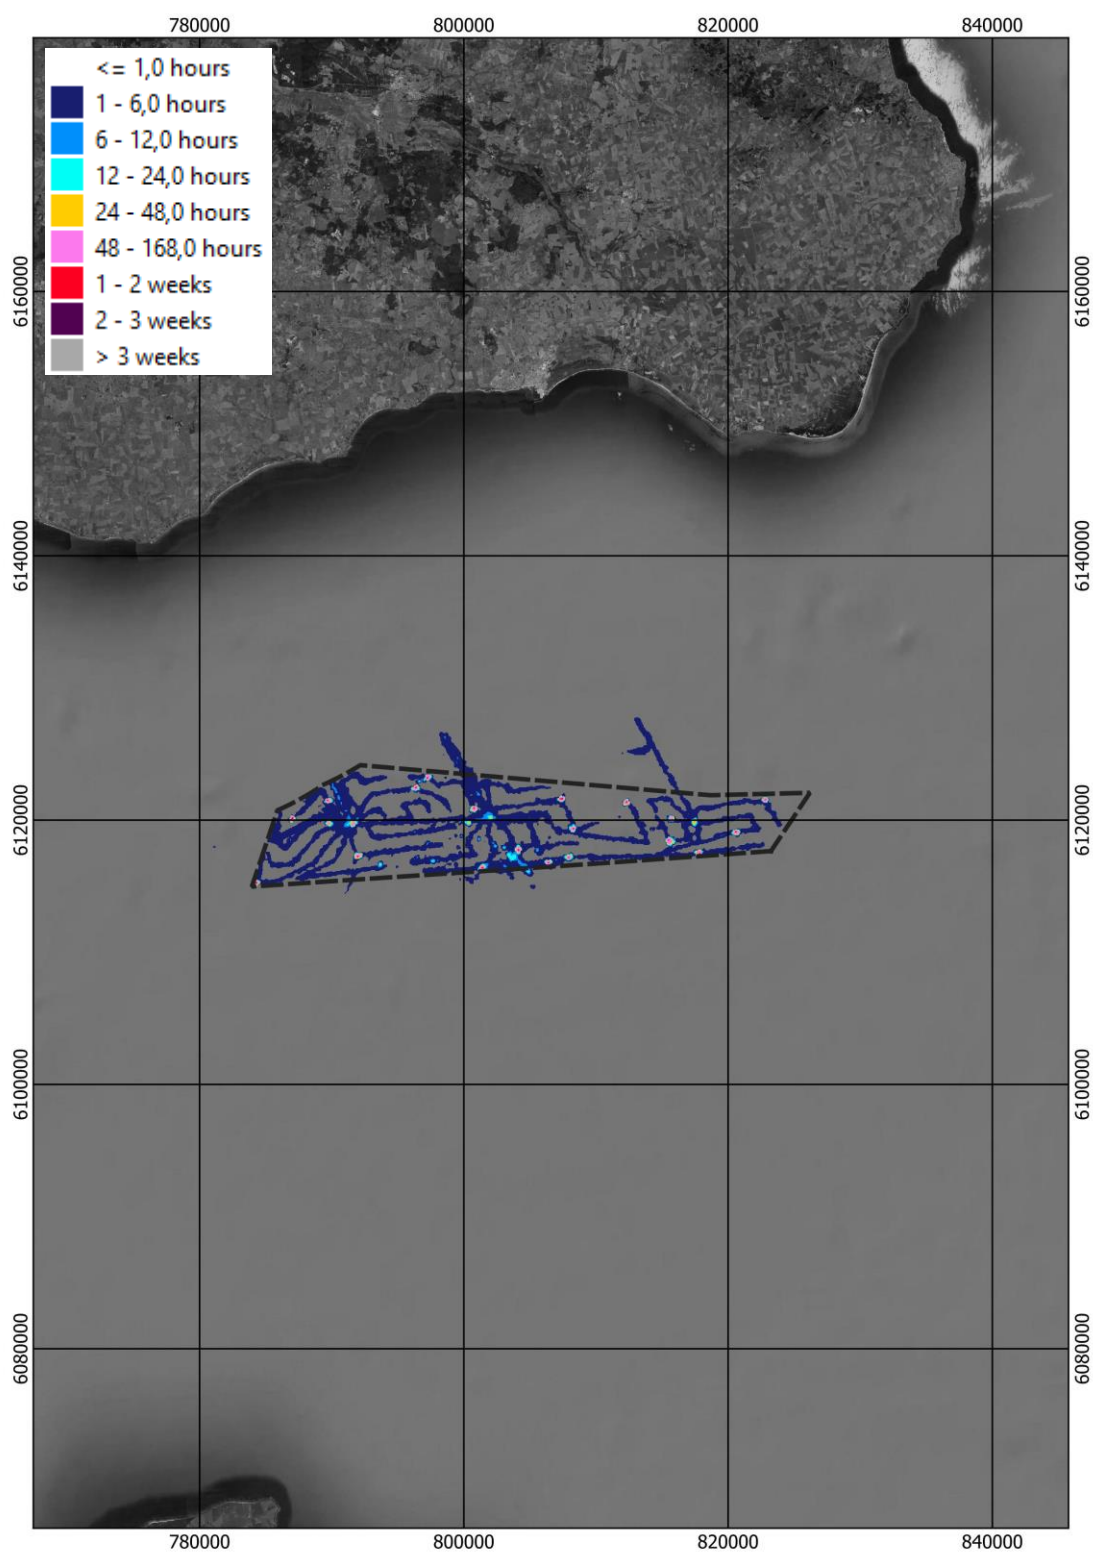 780000 800000 820000 840000
<= 1,0 hours
1 - 6,0 hours
6 - 12,0 hours
12 - 24,0 hours
24 - 48,0 hours
48 - 168,0 hours
1 - 2 weeks
2 - 3 weeks
> 3 weeks
6160000 6160000
6140000 6140000
6120000 6120000
6100000 6100000
6080000 6080000
780000 800000 820000 840000